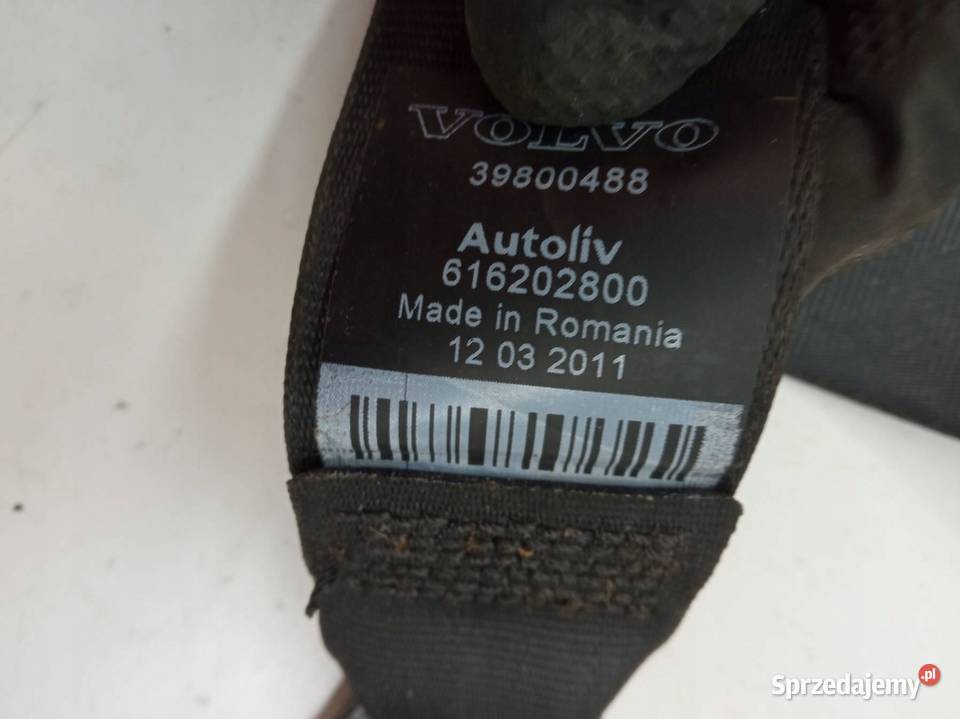 VOLVO
39800488
Autoliv
616202800
Made in Romania
12 03 2011
Sprzedajemy.pl